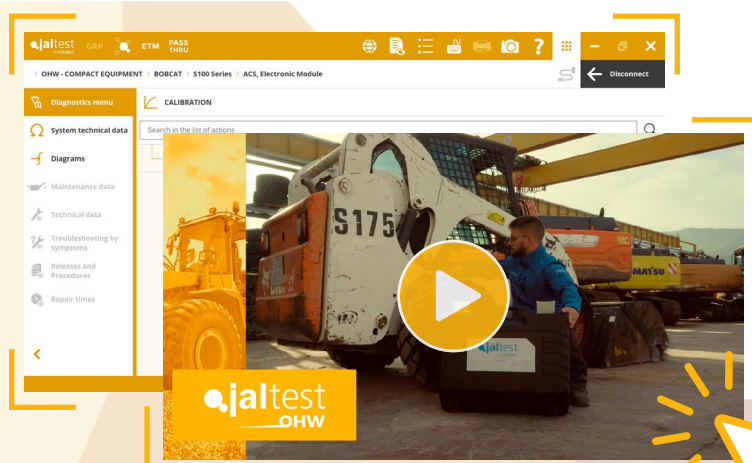 jaltest
GRP
ETM
PASS
THRU
?
> OHW - COMPACT EQUIPMENT > BOBCAT > S100 Series > ACS, Electronic Module
Disconnect
Diagnostics menu
CALIBRATION
System technical data
Search in the list of actions
Diagrams
Maintenance data
Technical data
Troubleshooting by
symptoms
Releases and
Procedures
Repair times
S175
MATSU
jaltest
jaltest
OHW